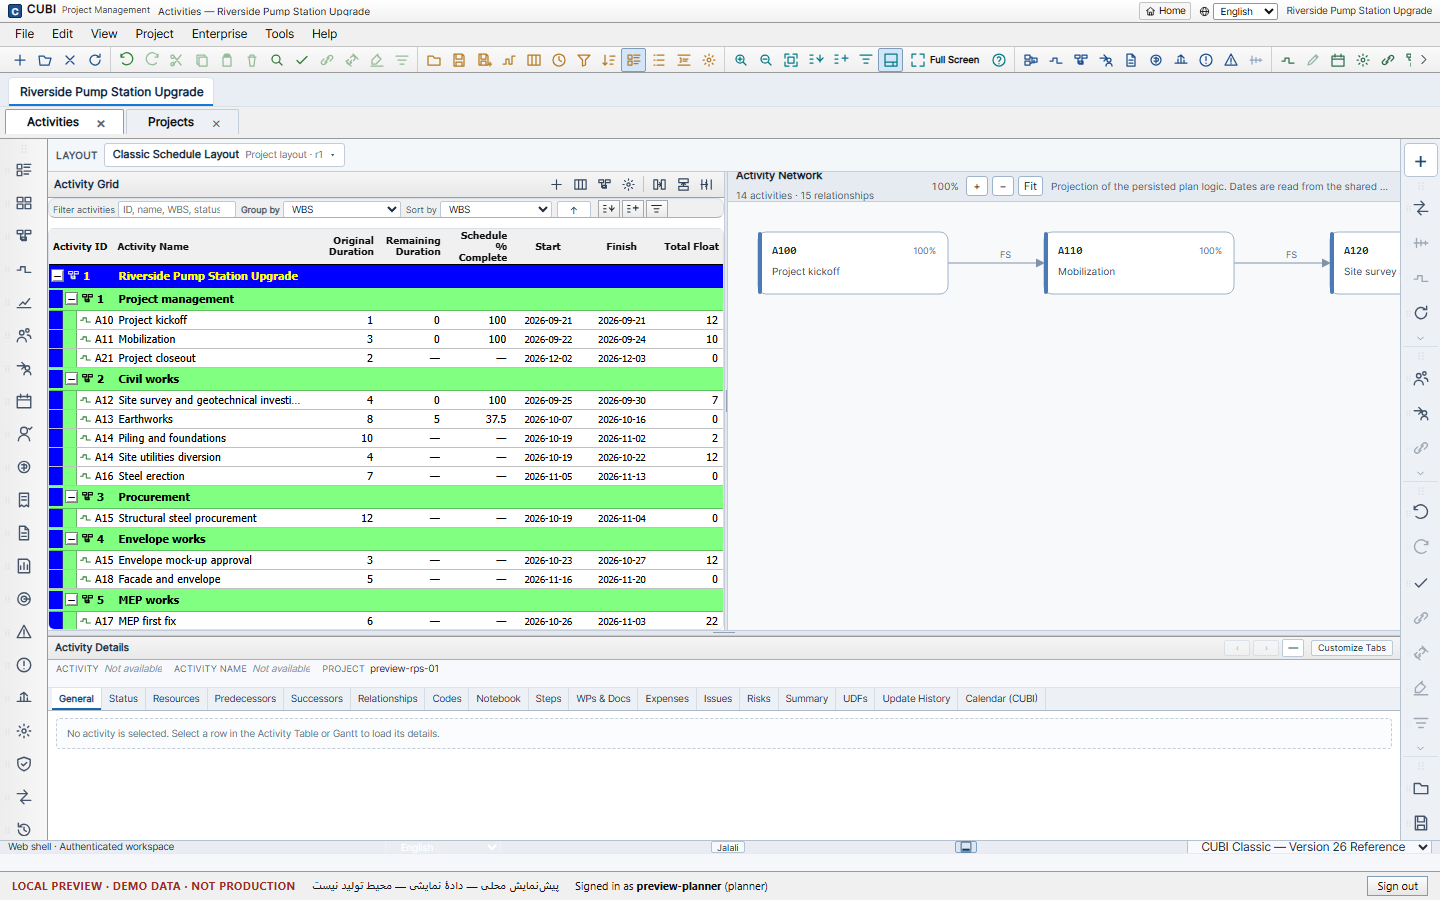 CUBI Project Management Activities — Riverside Pump Station Upgrade Home English Riverside Pump Station Upgrade
File Edit View Project Enterprise Tools Help
Full Screen
Riverside Pump Station Upgrade
Activities × Projects ×
LAYOUT Classic Schedule Layout Project layout · r1
Activity Grid
Filter activities ID, name, WBS, status Group by WBS Sort by WBS
Activity ID Activity Name Original Duration Remaining Duration Schedule % Complete Start Finish Total Float
1 Riverside Pump Station Upgrade
1 Project management
A10 Project kickoff 1 0 100 2026-09-21 2026-09-21 12
A11 Mobilization 3 0 100 2026-09-22 2026-09-24 10
A21 Project closeout 2 — — 2026-12-02 2026-12-03 0
2 Civil works
A12 Site survey and geotechnical investi... 4 0 100 2026-09-25 2026-09-30 7
A13 Earthworks 8 5 37.5 2026-10-07 2026-10-16 0
A14 Piling and foundations 10 — — 2026-10-19 2026-11-02 2
A14 Site utilities diversion 4 — — 2026-10-19 2026-10-22 12
A16 Steel erection 7 — — 2026-11-05 2026-11-13 0
3 Procurement
A15 Structural steel procurement 12 — — 2026-10-19 2026-11-04 0
4 Envelope works
A15 Envelope mock-up approval 3 — — 2026-10-23 2026-10-27 12
A18 Facade and envelope 5 — — 2026-11-16 2026-11-20 0
5 MEP works
A17 MEP first fix 6 — — 2026-10-26 2026-11-03 22
Activity Network
14 activities · 15 relationships
100% + − Fit Projection of the persisted plan logic. Dates are read from the shared ...
A100 100%
Project kickoff
FS
A110 100%
Mobilization
FS
A120
Site survey
Activity Details Customize Tabs
ACTIVITY Not available ACTIVITY NAME Not available PROJECT preview-rps-01
General Status Resources Predecessors Successors Relationships Codes Notebook Steps WPs & Docs Expenses Issues Risks Summary UDFs Update History Calendar (CUBI)
No activity is selected. Select a row in the Activity Table or Gantt to load its details.
Web shell · Authenticated workspace English Jalali CUBI Classic — Version 26 Reference
LOCAL PREVIEW · DEMO DATA · NOT PRODUCTION پیش‌نمایش محلی — دادهٔ نمایشی — محیط تولید نیست Signed in as preview-planner (planner) Sign out